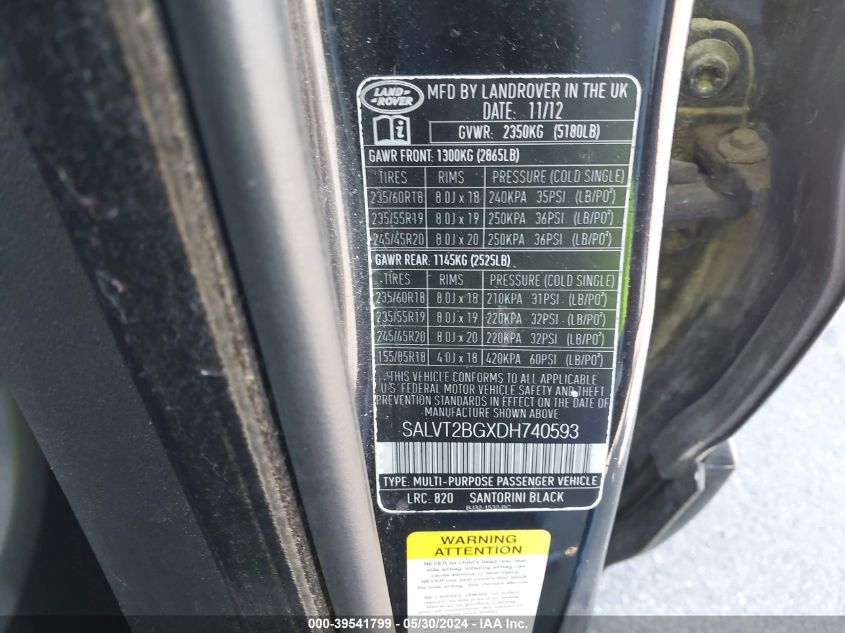 LAND
ROVER
MFD BY LANDROVER IN THE UK
DATE: 11/12
GVWR: 2350KG (5180LB)
GAWR FRONT: 1300KG (2865LB)
TIRES RIMS PRESSURE (COLD SINGLE)
235/60R18 8.0J x 18 240KPA 35PSI (LB/PO²)
235/55R19 8.0J x 19 250KPA 36PSI (LB/PO²)
245/45R20 8.0J x 20 250KPA 36PSI (LB/PO²)
GAWR REAR: 1145KG (2525LB)
TIRES RIMS PRESSURE (COLD SINGLE)
235/60R18 8.0J x 18 210KPA 31PSI (LB/PO²)
235/55R19 8.0J x 19 220KPA 32PSI (LB/PO²)
245/45R20 8.0J x 20 220KPA 32PSI (LB/PO²)
155/85R18 4.0J x 18 420KPA 60PSI (LB/PO²)
THIS VEHICLE CONFORMS TO ALL APPLICABLE
U.S. FEDERAL MOTOR VEHICLE SAFETY AND THEFT
PREVENTION STANDARDS IN EFFECT ON THE DATE OF
MANUFACTURE SHOWN ABOVE
SALVT2BGXDH740593
TYPE: MULTI-PURPOSE PASSENGER VEHICLE
LRC: 820 SANTORINI BLACK
BJ32-1532-BC
WARNING
ATTENTION
000-39541799 - 05/30/2024 - IAAI.COM